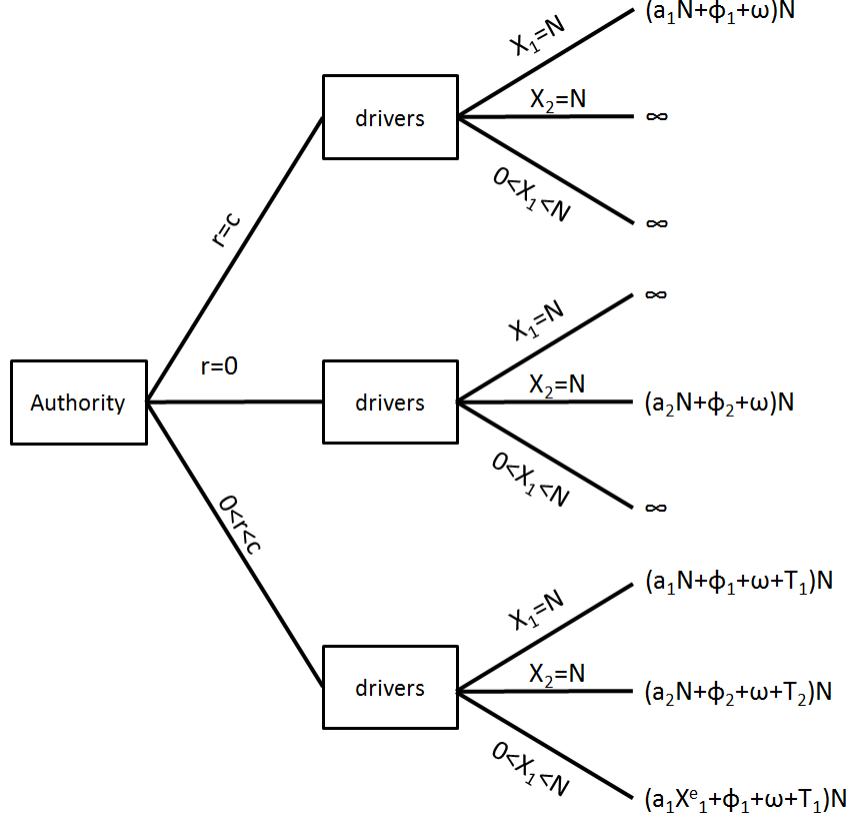 X₁=N
(a₁N+ϕ₁+ω)N
drivers
X₂=N
∞
0<X₁<N
∞
r=c
X₁=N
∞
Authority
r=0
drivers
X₂=N
(a₂N+ϕ₂+ω)N
0<X₁<N
∞
0<r<c
X₁=N
(a₁N+ϕ₁+ω+T₁)N
drivers
X₂=N
(a₂N+ϕ₂+ω+T₂)N
0<X₁<N
(a₁Xᵉ₁+ϕ₁+ω+T₁)N